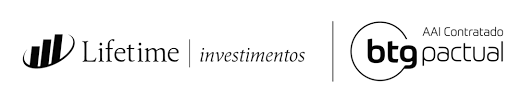 Lifetime | investimentos
AAI Contratado
btg pactual